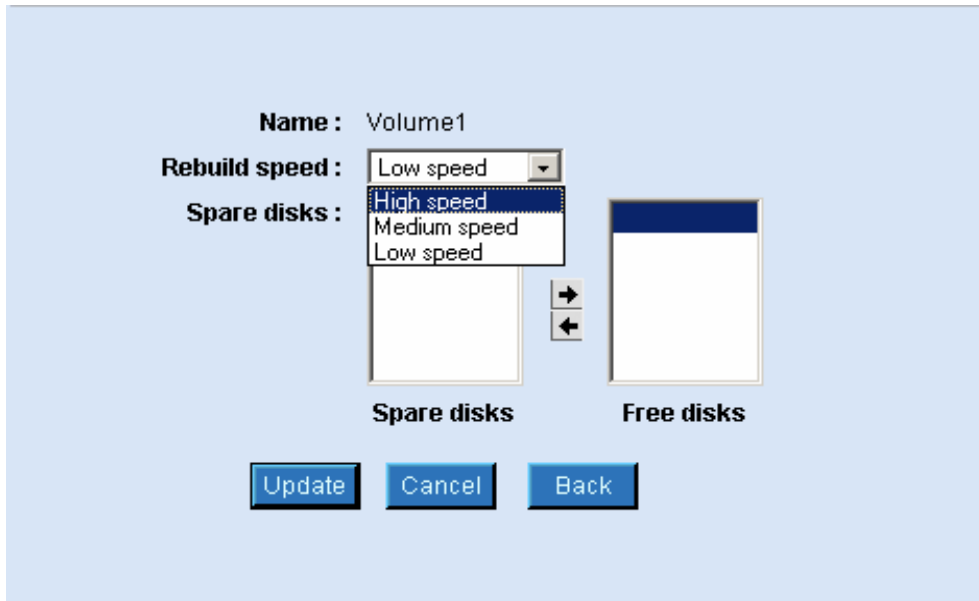 Name : Volume1
Rebuild speed : Low speed
High speed
Spare disks :
Medium speed
Low speed
Spare disks Free disks
Update Cancel Back